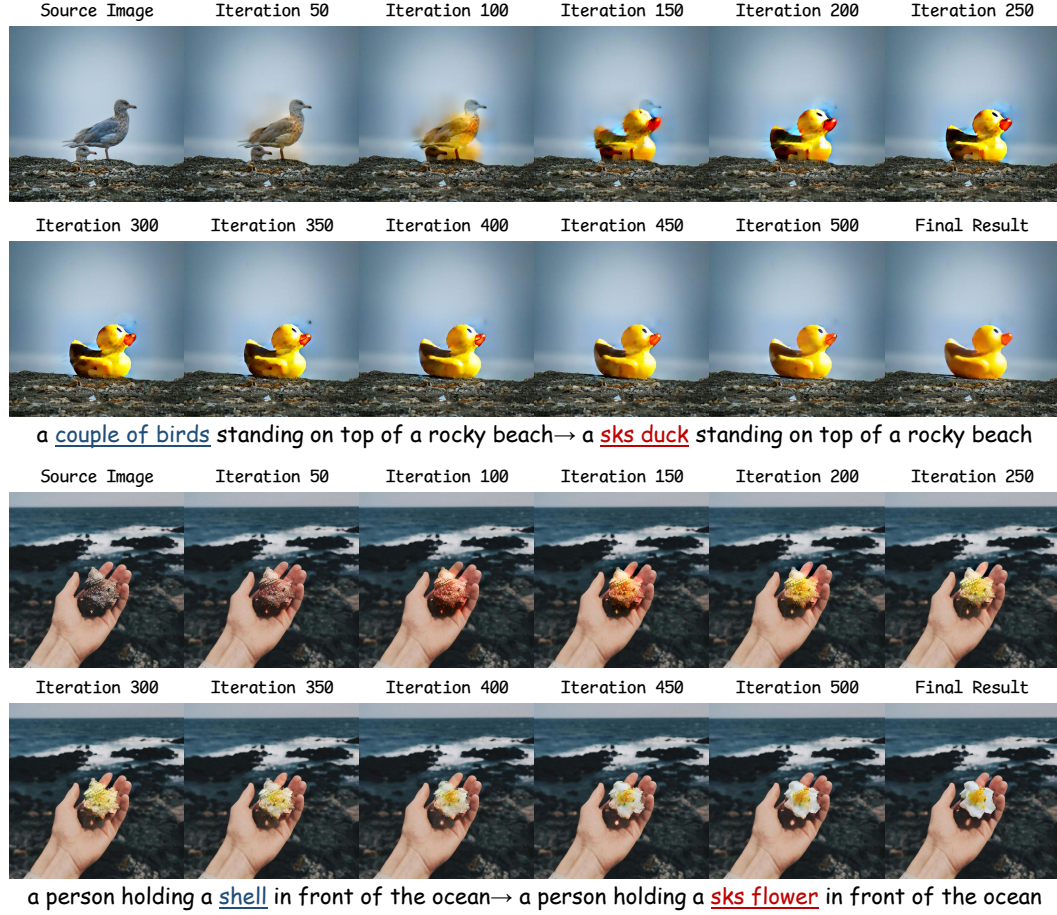 Source Image Iteration 50 Iteration 100 Iteration 150 Iteration 200 Iteration 250
Iteration 300 Iteration 350 Iteration 400 Iteration 450 Iteration 500 Final Result
a couple of birds standing on top of a rocky beach→ a sks duck standing on top of a rocky beach
Source Image Iteration 50 Iteration 100 Iteration 150 Iteration 200 Iteration 250
Iteration 300 Iteration 350 Iteration 400 Iteration 450 Iteration 500 Final Result
a person holding a shell in front of the ocean→ a person holding a sks flower in front of the ocean